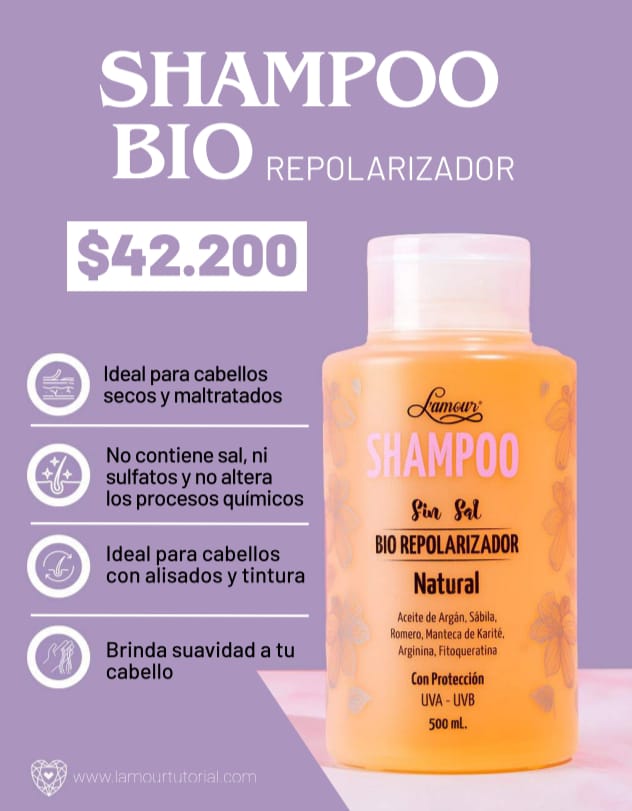 SHAMPOO
BIO REPOLARIZADOR
$42.200
Ideal para cabellos
secos y maltratados
No contiene sal, ni
sulfatos y no altera
los procesos químicos
Ideal para cabellos
con alisados y tintura
Brinda suavidad a tu
cabello
L'amour®
SHAMPOO
Sin Sal
BIO REPOLARIZADOR
Natural
Aceite de Argán, Sábila,
Romero, Manteca de Karité,
Arginina, Fitoqueratina
Con Protección
UVA - UVB
500 mL.
www.lamourtutorial.com